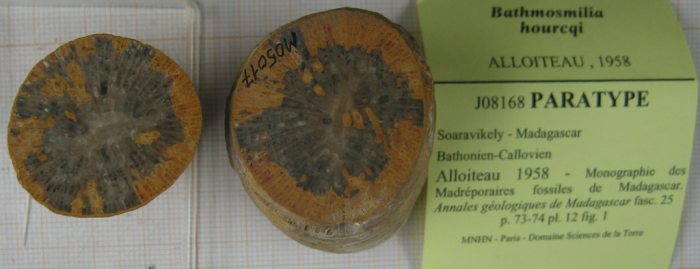 M05017
Bathmosmilia
hourcqi
ALLOITEAU , 1958
J08168 PARATYPE
Soaravikely - Madagascar
Bathonien-Callovien
Alloiteau 1958 - Monographie des
Madréporaires fossiles de Madagascar.
Annales géologiques de Madagascar fasc. 25
p. 73-74 pl. 12 fig. 1
MNHN - Paris - Domaine Sciences de la Terre